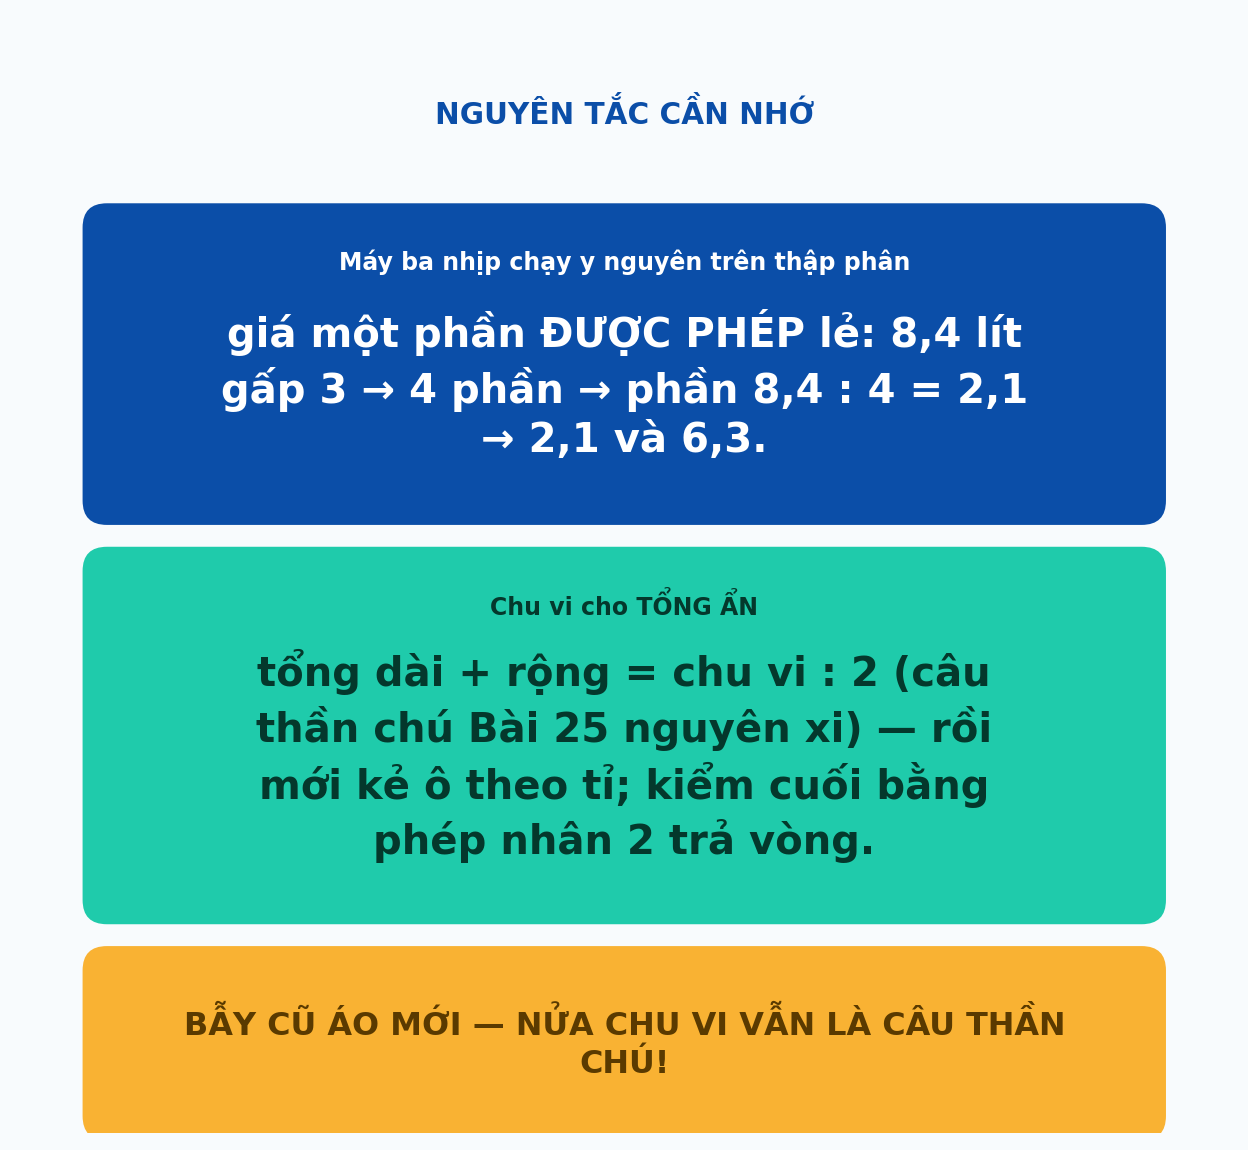 NGUYÊN TẮC CẦN NHỚ
Máy ba nhịp chạy y nguyên trên thập phân
giá một phần ĐƯỢC PHÉP lẻ: 8,4 lít
gấp 3 → 4 phần → phần 8,4 : 4 = 2,1
→ 2,1 và 6,3.
Chu vi cho TỔNG ẨN
tổng dài + rộng = chu vi : 2 (câu
thần chú Bài 25 nguyên xi) — rồi
mới kẻ ô theo tỉ; kiểm cuối bằng
phép nhân 2 trả vòng.
BẪY CŨ ÁO MỚI — NỬA CHU VI VẪN LÀ CÂU THẦN
CHÚ!